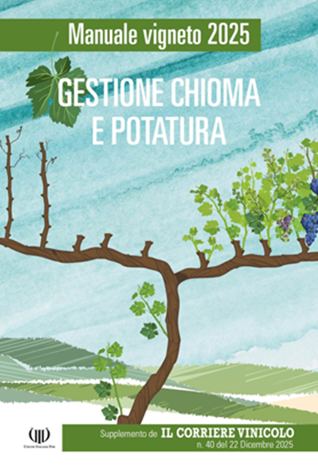 Manuale vigneto 2025
GESTIONE CHIOMA
E POTATURA
Supplemento de IL CORRIERE VINICOLO
n. 40 del 22 Dicembre 2025